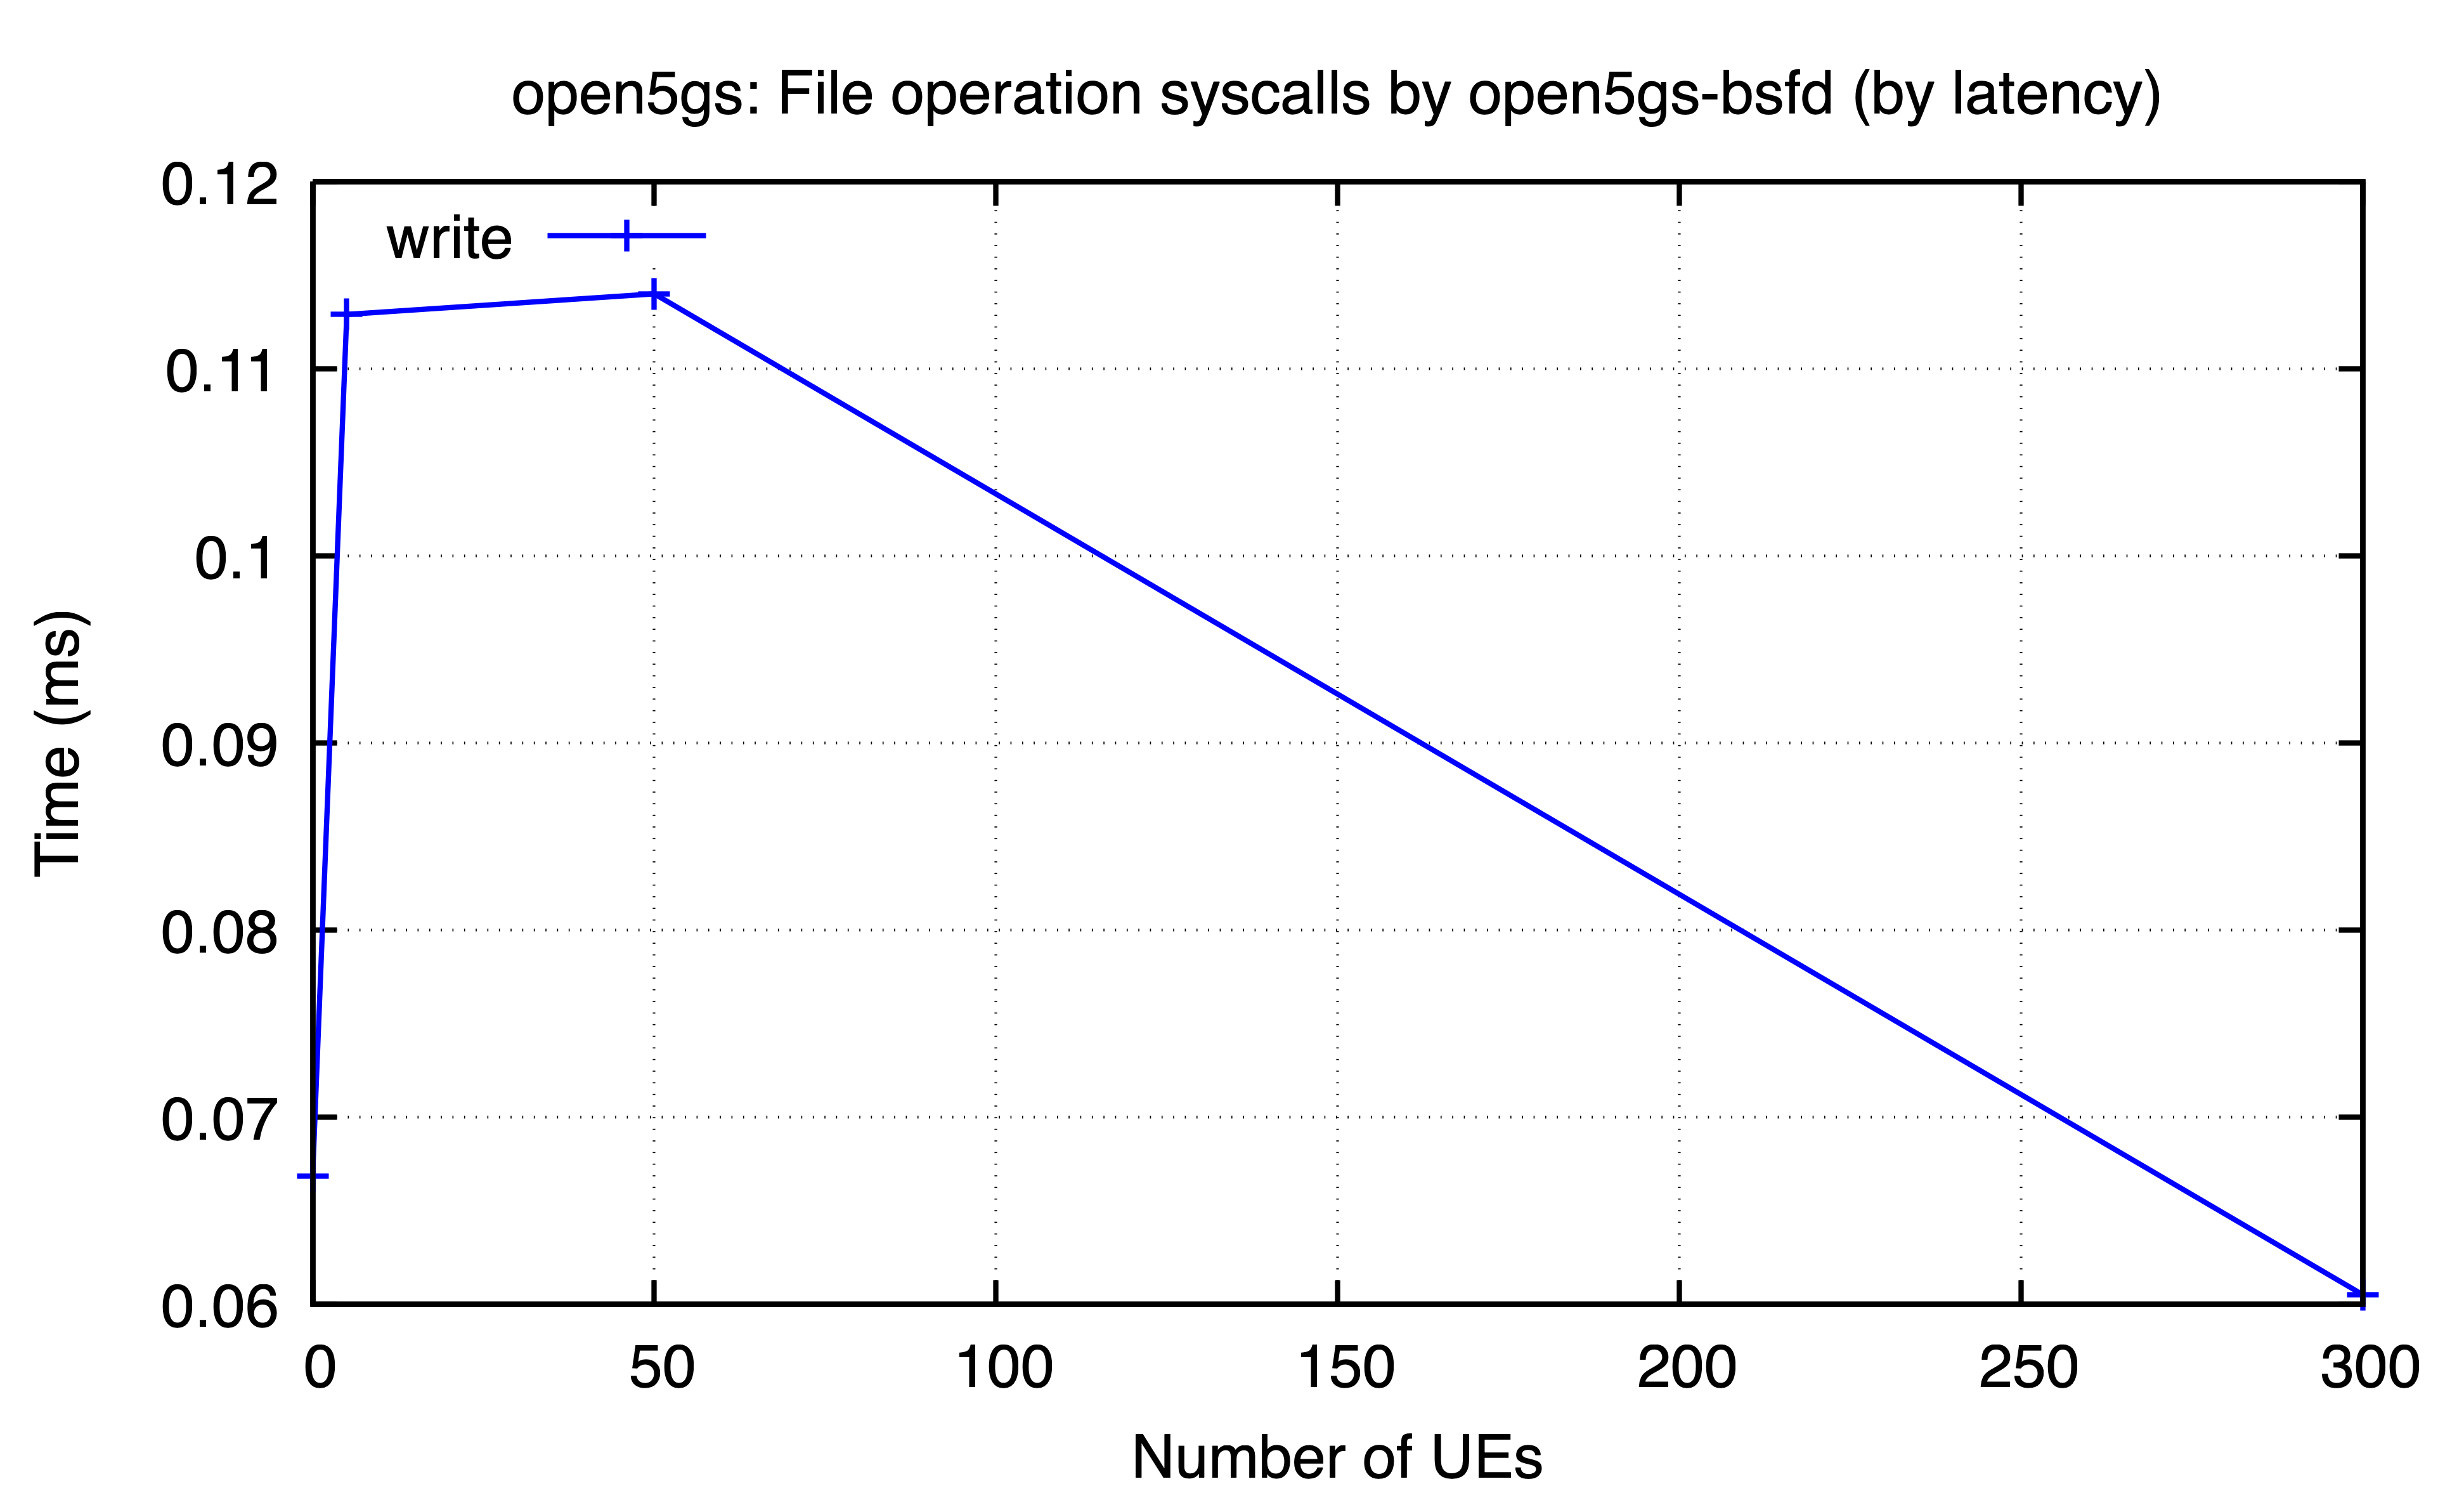 open5gs: File operation syscalls by open5gs-bsfd (by latency)
0.12
write
0.11
0.1
0.09
0.08
0.07
0.06
Time (ms)
0 50 100 150 200 250 300
Number of UEs